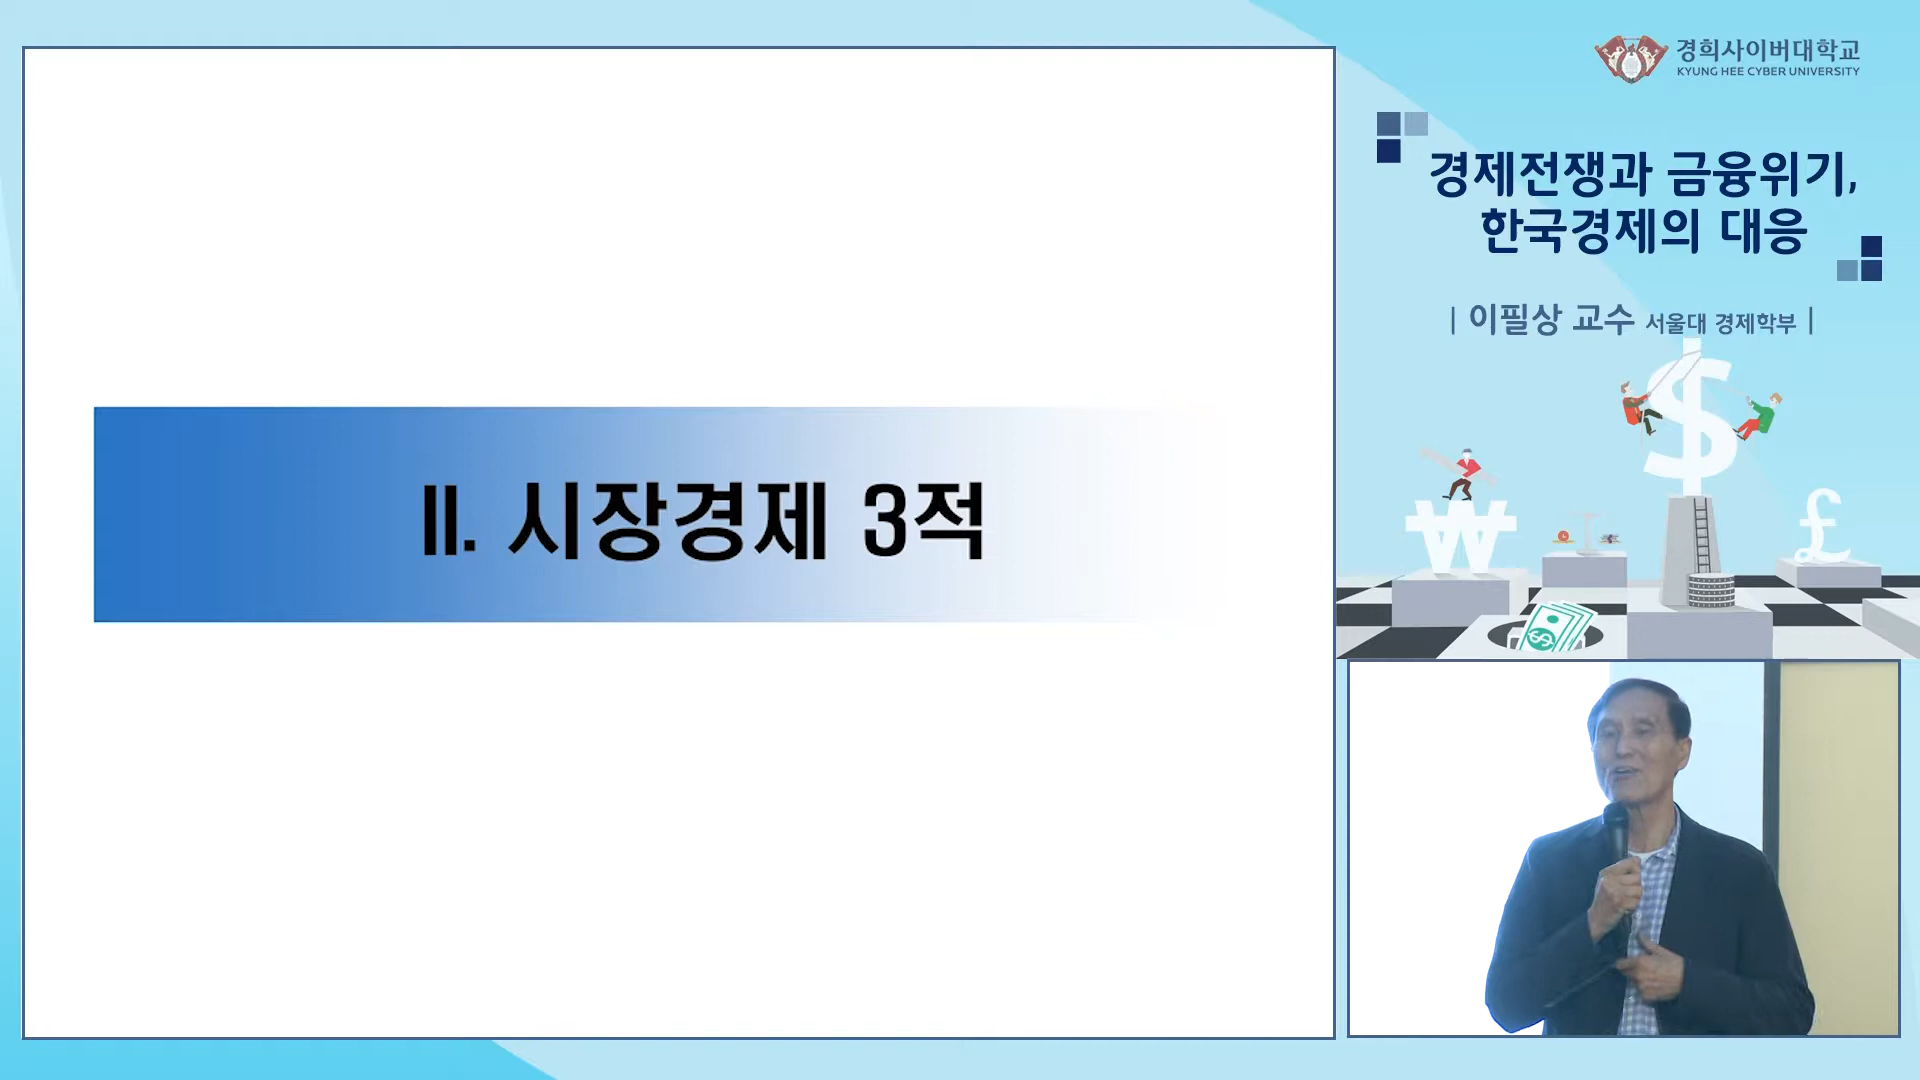 경희사이버대학교
KYUNG HEE CYBER UNIVERSITY
경제전쟁과 금융위기,
한국경제의 대응
| 이필상 교수 서울대 경제학부 |
II. 시장경제 3적